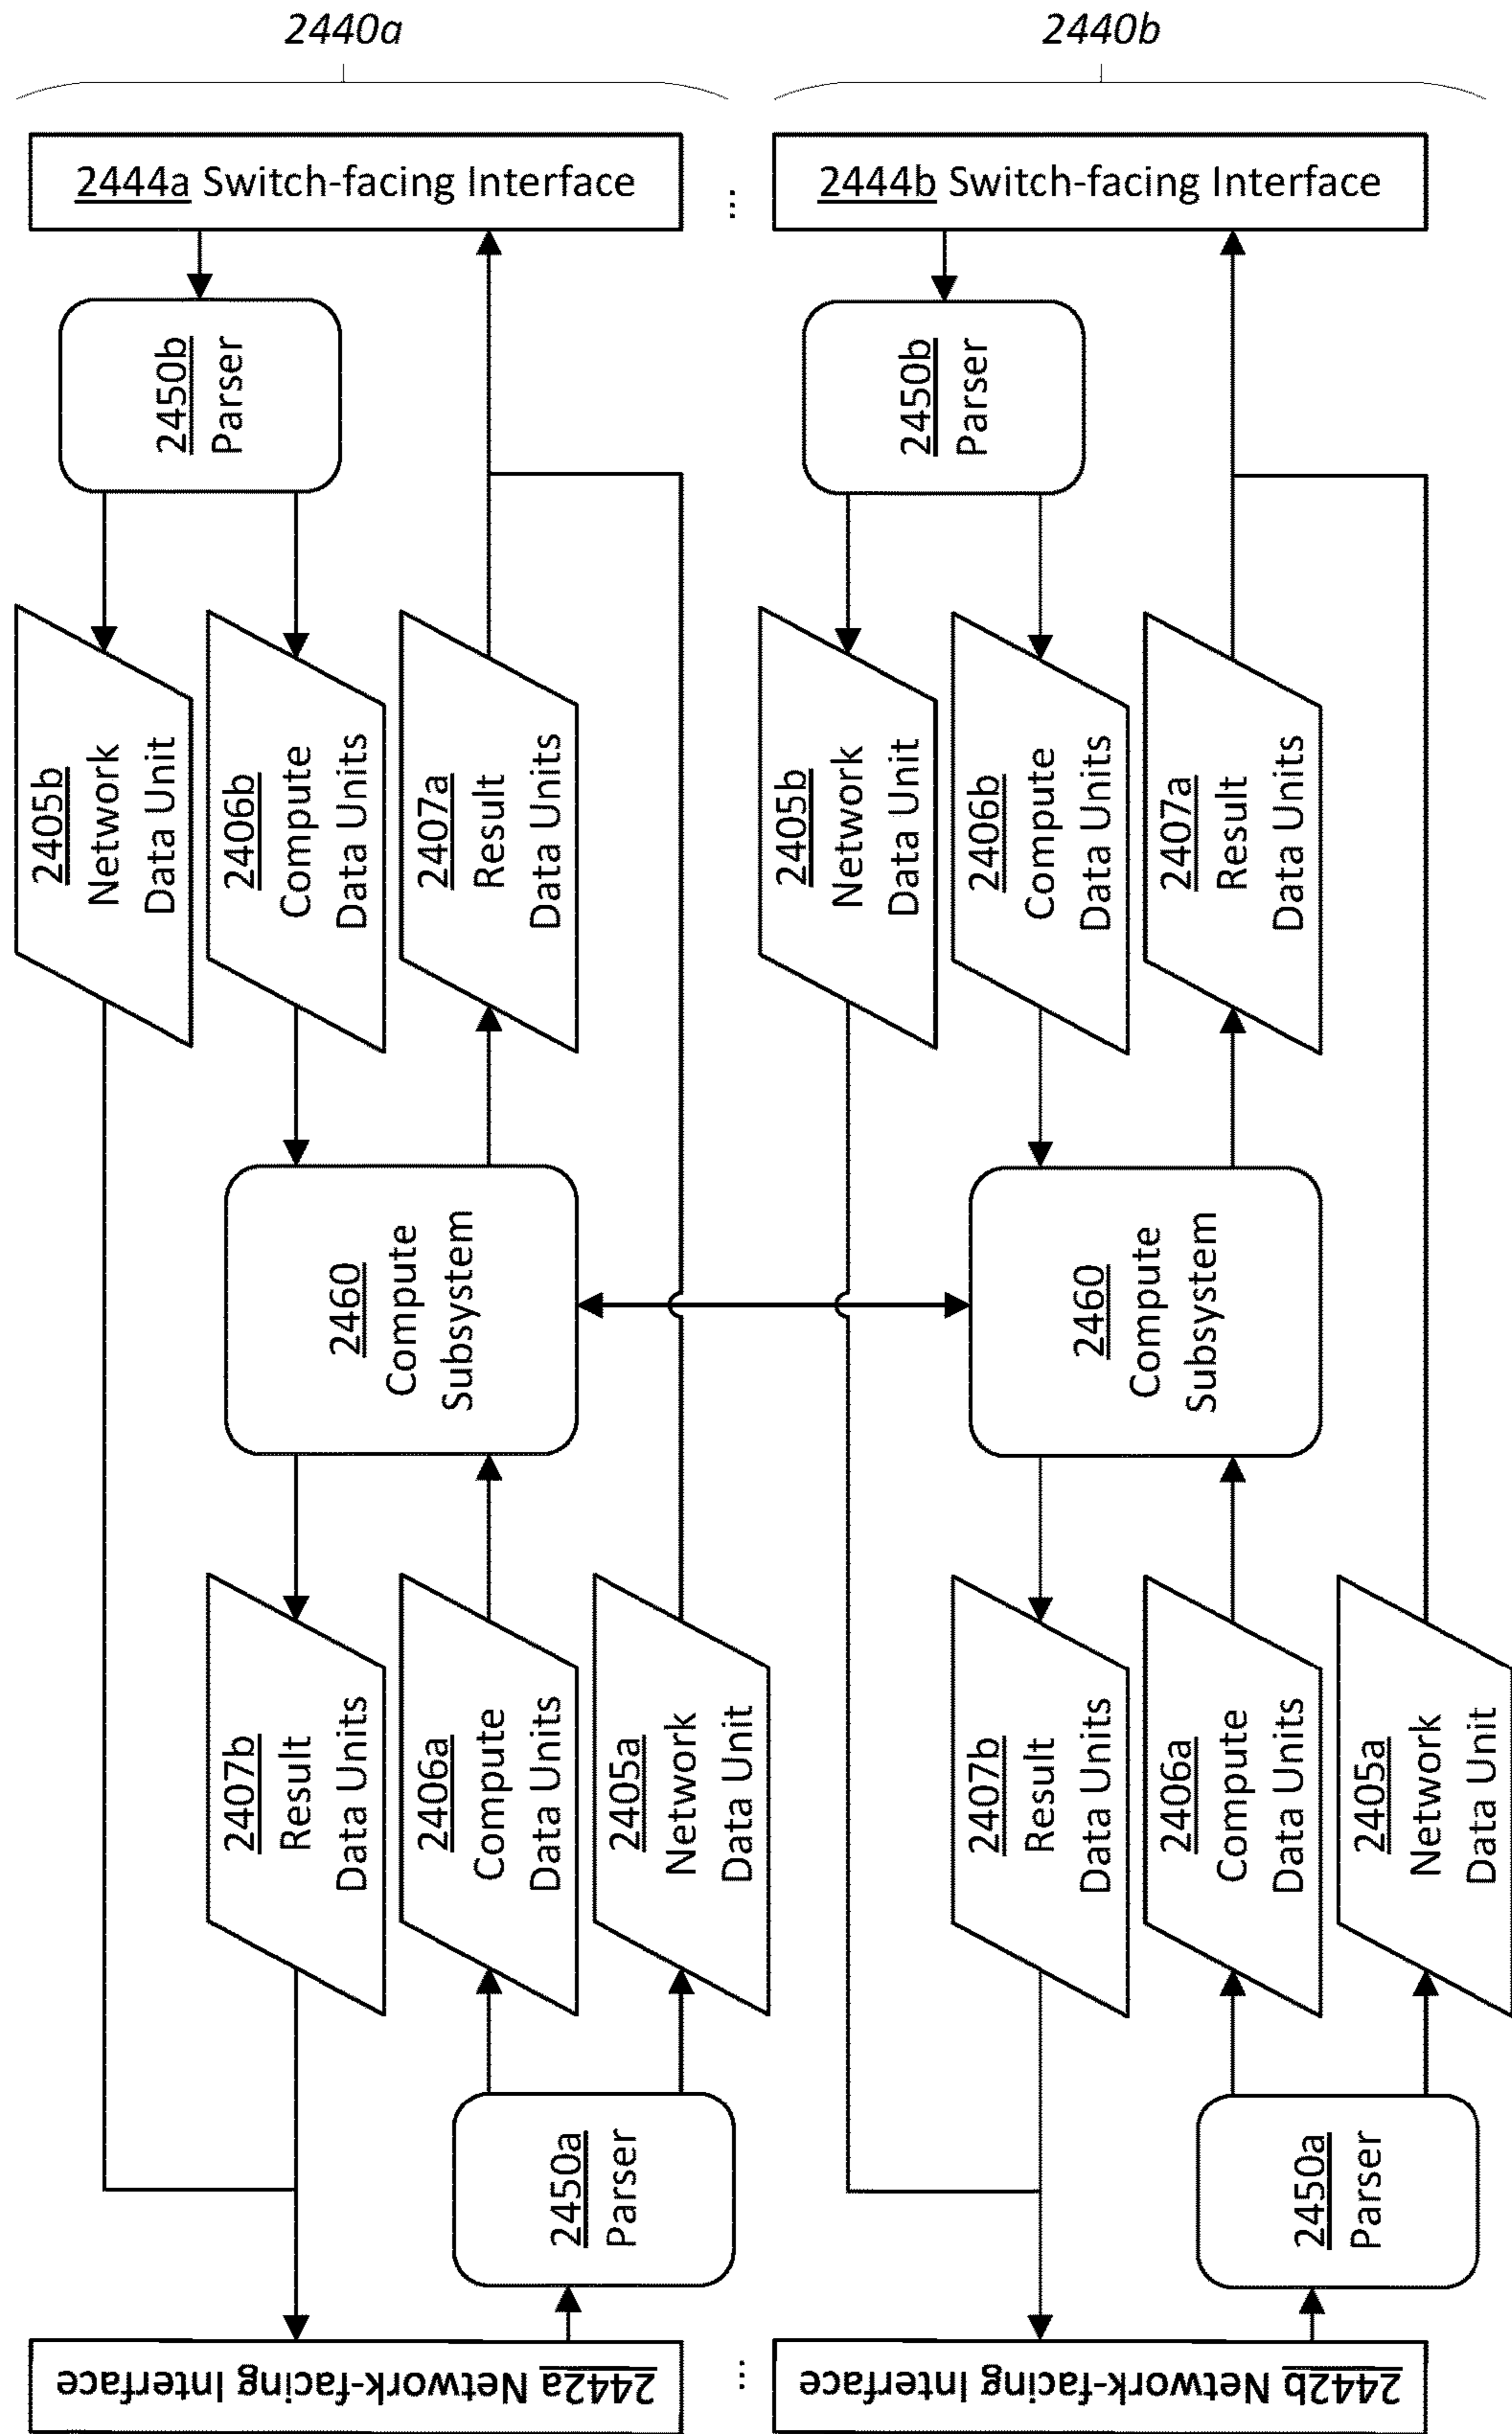 2440a
2440b
2444a Switch-facing Interface
...
2444b Switch-facing Interface
2450b
Parser
2450b
Parser
2405b
Network
Data Unit
2406b
Compute
Data Units
2407a
Result
Data Units
2405b
Network
Data Unit
2406b
Compute
Data Units
2407a
Result
Data Units
2460
Compute
Subsystem
2460
Compute
Subsystem
2407b
Result
Data Units
2406a
Compute
Data Units
2405a
Network
Data Unit
2407b
Result
Data Units
2406a
Compute
Data Units
2405a
Network
Data Unit
2450a
Parser
2450a
Parser
2442a Network-facing Interface
...
2442b Network-facing Interface